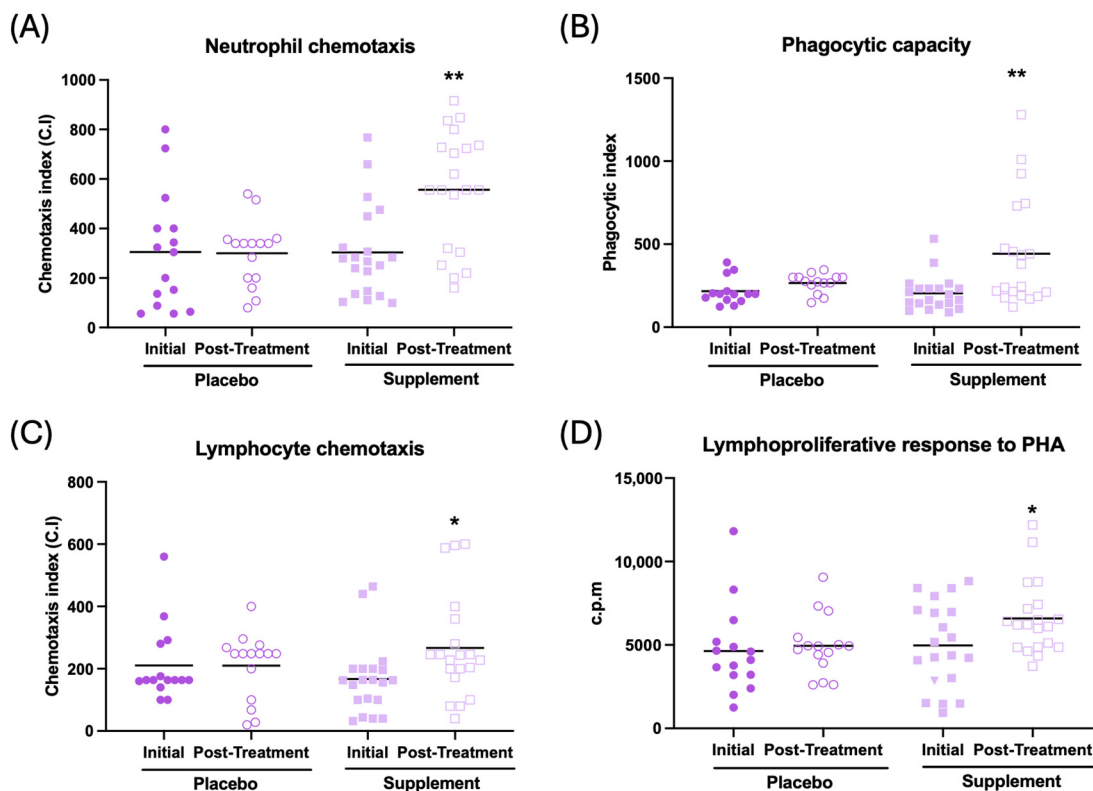 (A)
Neutrophil chemotaxis
**
Chemotaxis index (C.I)
1000
800
600
400
200
0
Initial Post-Treatment Initial Post-Treatment
Placebo Supplement
(B)
Phagocytic capacity
**
Phagocytic index
1500
1000
500
0
Initial Post-Treatment Initial Post-Treatment
Placebo Supplement
(C)
Lymphocyte chemotaxis
*
Chemotaxis index (C.I)
800
600
400
200
0
Initial Post-Treatment Initial Post-Treatment
Placebo Supplement
(D)
Lymphoproliferative response to PHA
*
c.p.m
15,000
10,000
5000
0
Initial Post-Treatment Initial Post-Treatment
Placebo Supplement